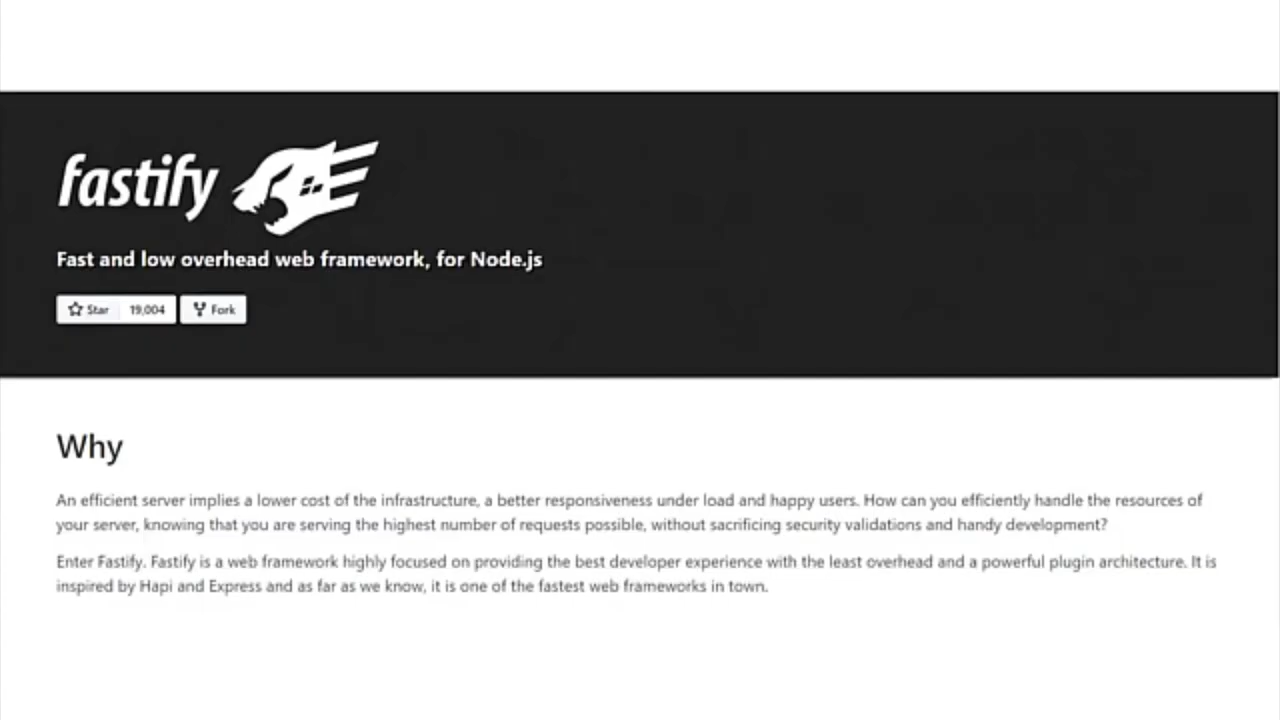 fastify
Fast and low overhead web framework, for Node.js
Star 19,004 Fork
Why
An efficient server implies a lower cost of the infrastructure, a better responsiveness under load and happy users. How can you efficiently handle the resources of
your server, knowing that you are serving the highest number of requests possible, without sacrificing security validations and handy development?
Enter Fastify. Fastify is a web framework highly focused on providing the best developer experience with the least overhead and a powerful plugin architecture. It is
inspired by Hapi and Express and as far as we know, it is one of the fastest web frameworks in town.